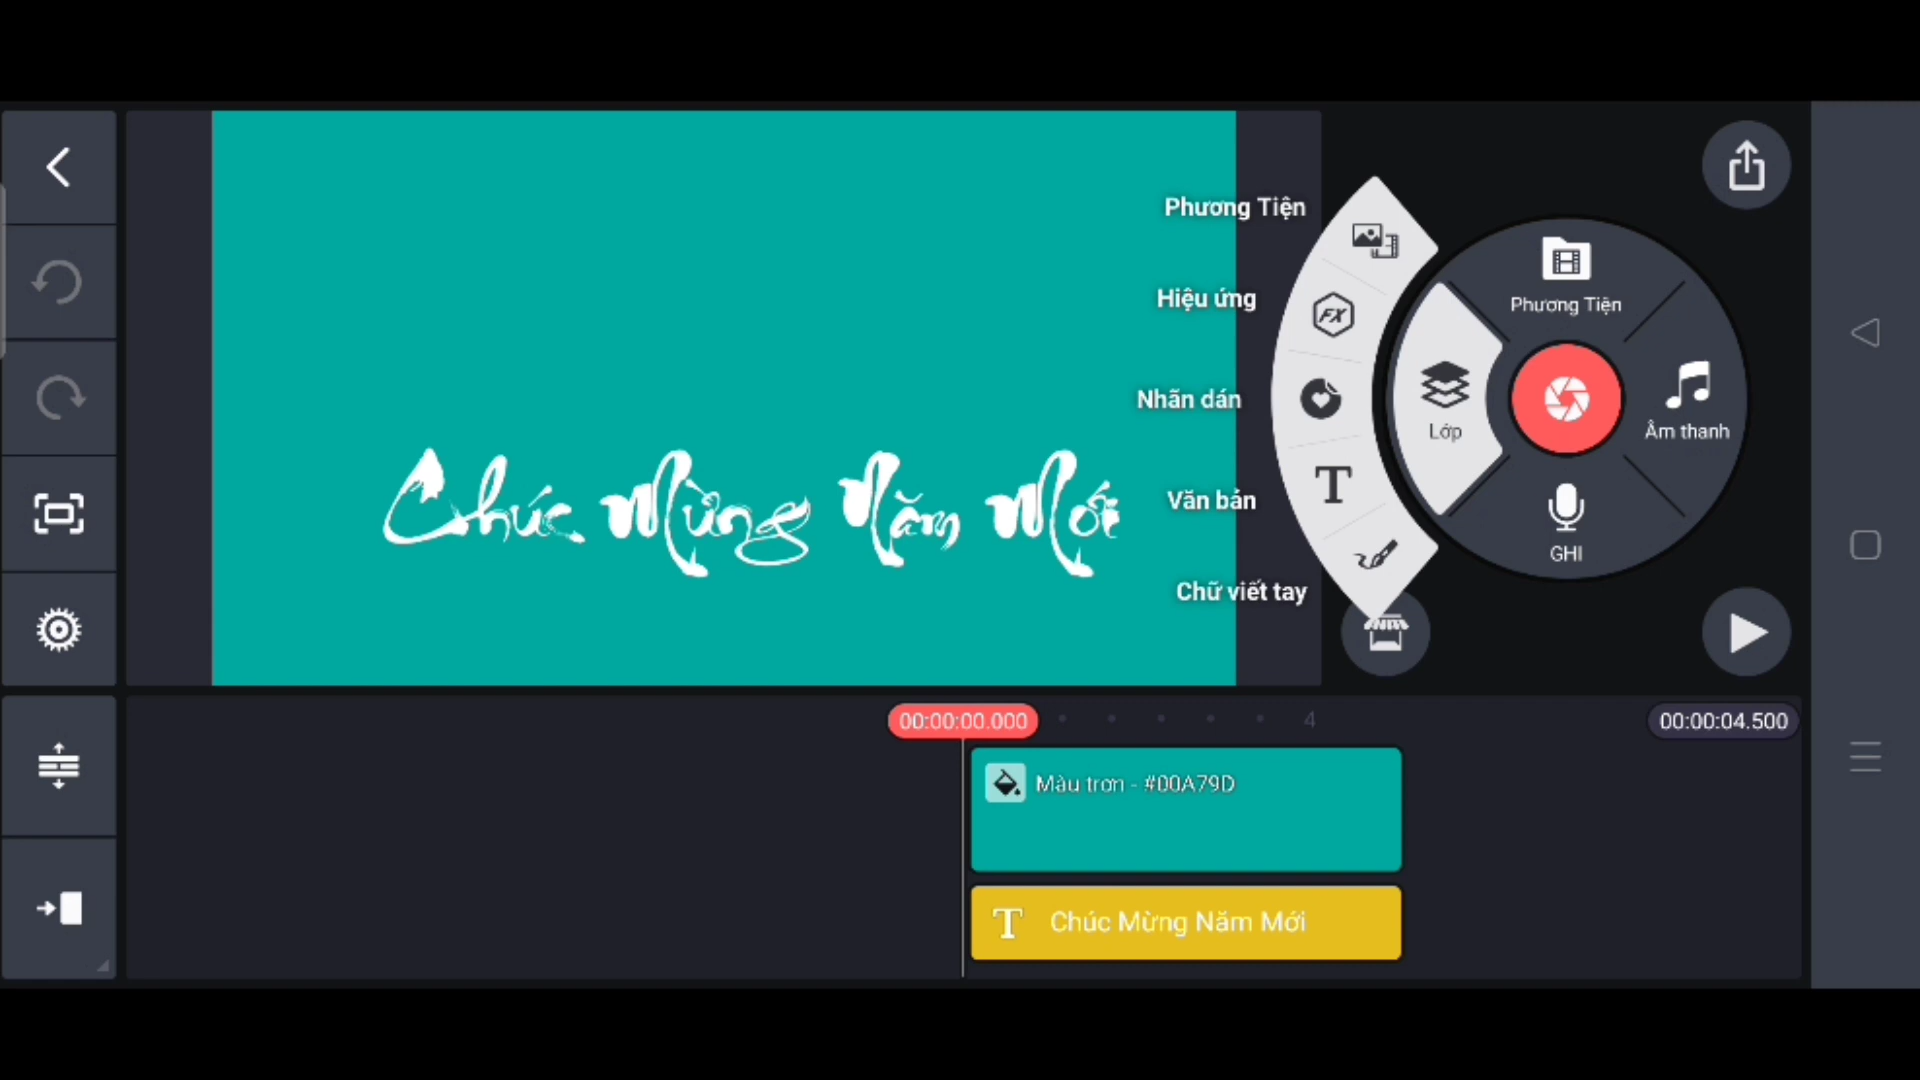 Phương Tiện
Hiệu ứng
Nhãn dán
Văn bản
Chữ viết tay
FX
T
Phương Tiện
Lớp
Âm thanh
GHI
Chúc Mừng Năm Mới
00:00:00.000
4
00:00:04.500
Màu trơn - #00A79D
T Chúc Mừng Năm Mới